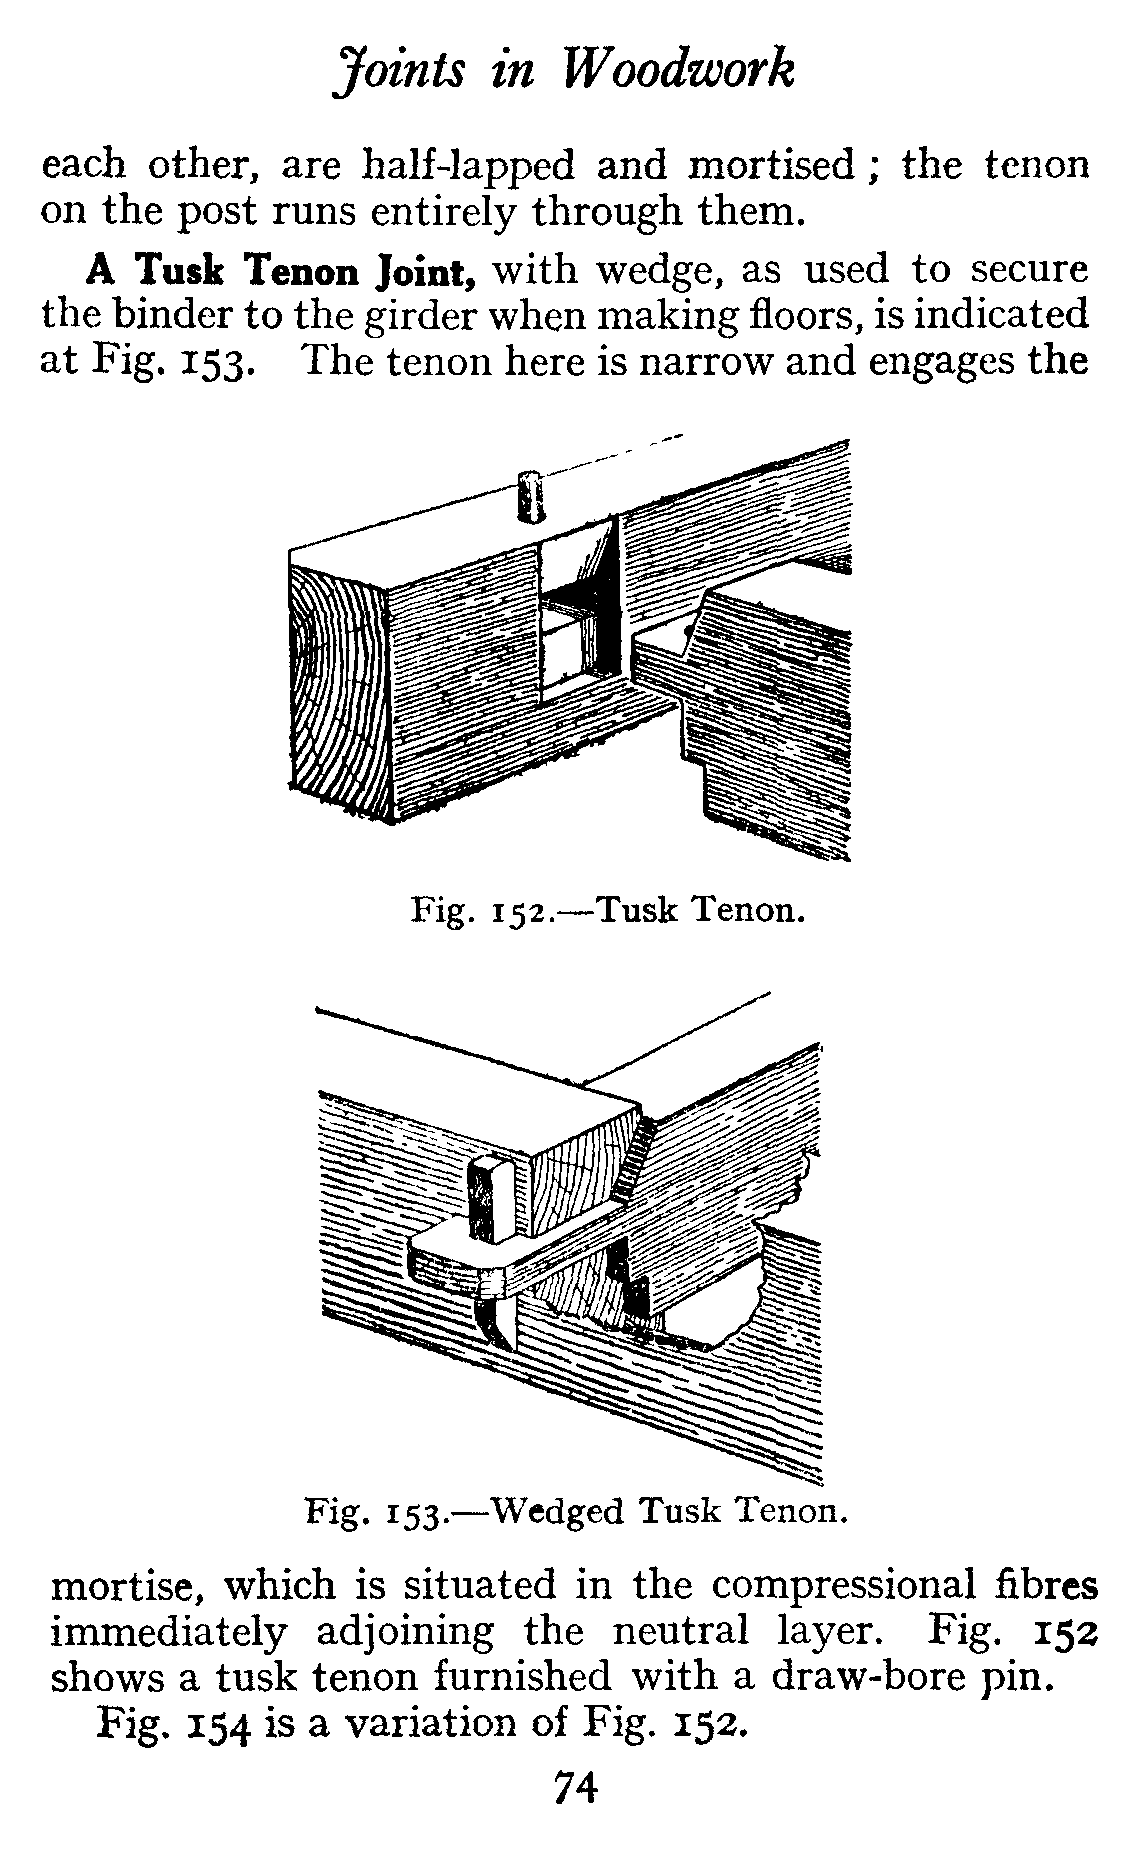 Joints in Woodwork
each other, are half-lapped and mortised ; the tenon
on the post runs entirely through them.
A Tusk Tenon Joint, with wedge, as used to secure
the binder to the girder when making floors, is indicated
at Fig. 153. The tenon here is narrow and engages the
Fig. 152.—Tusk Tenon.
Fig. 153.—Wedged Tusk Tenon.
mortise, which is situated in the compressional fibres
immediately adjoining the neutral layer. Fig. 152
shows a tusk tenon furnished with a draw-bore pin.
Fig. 154 is a variation of Fig. 152.
74